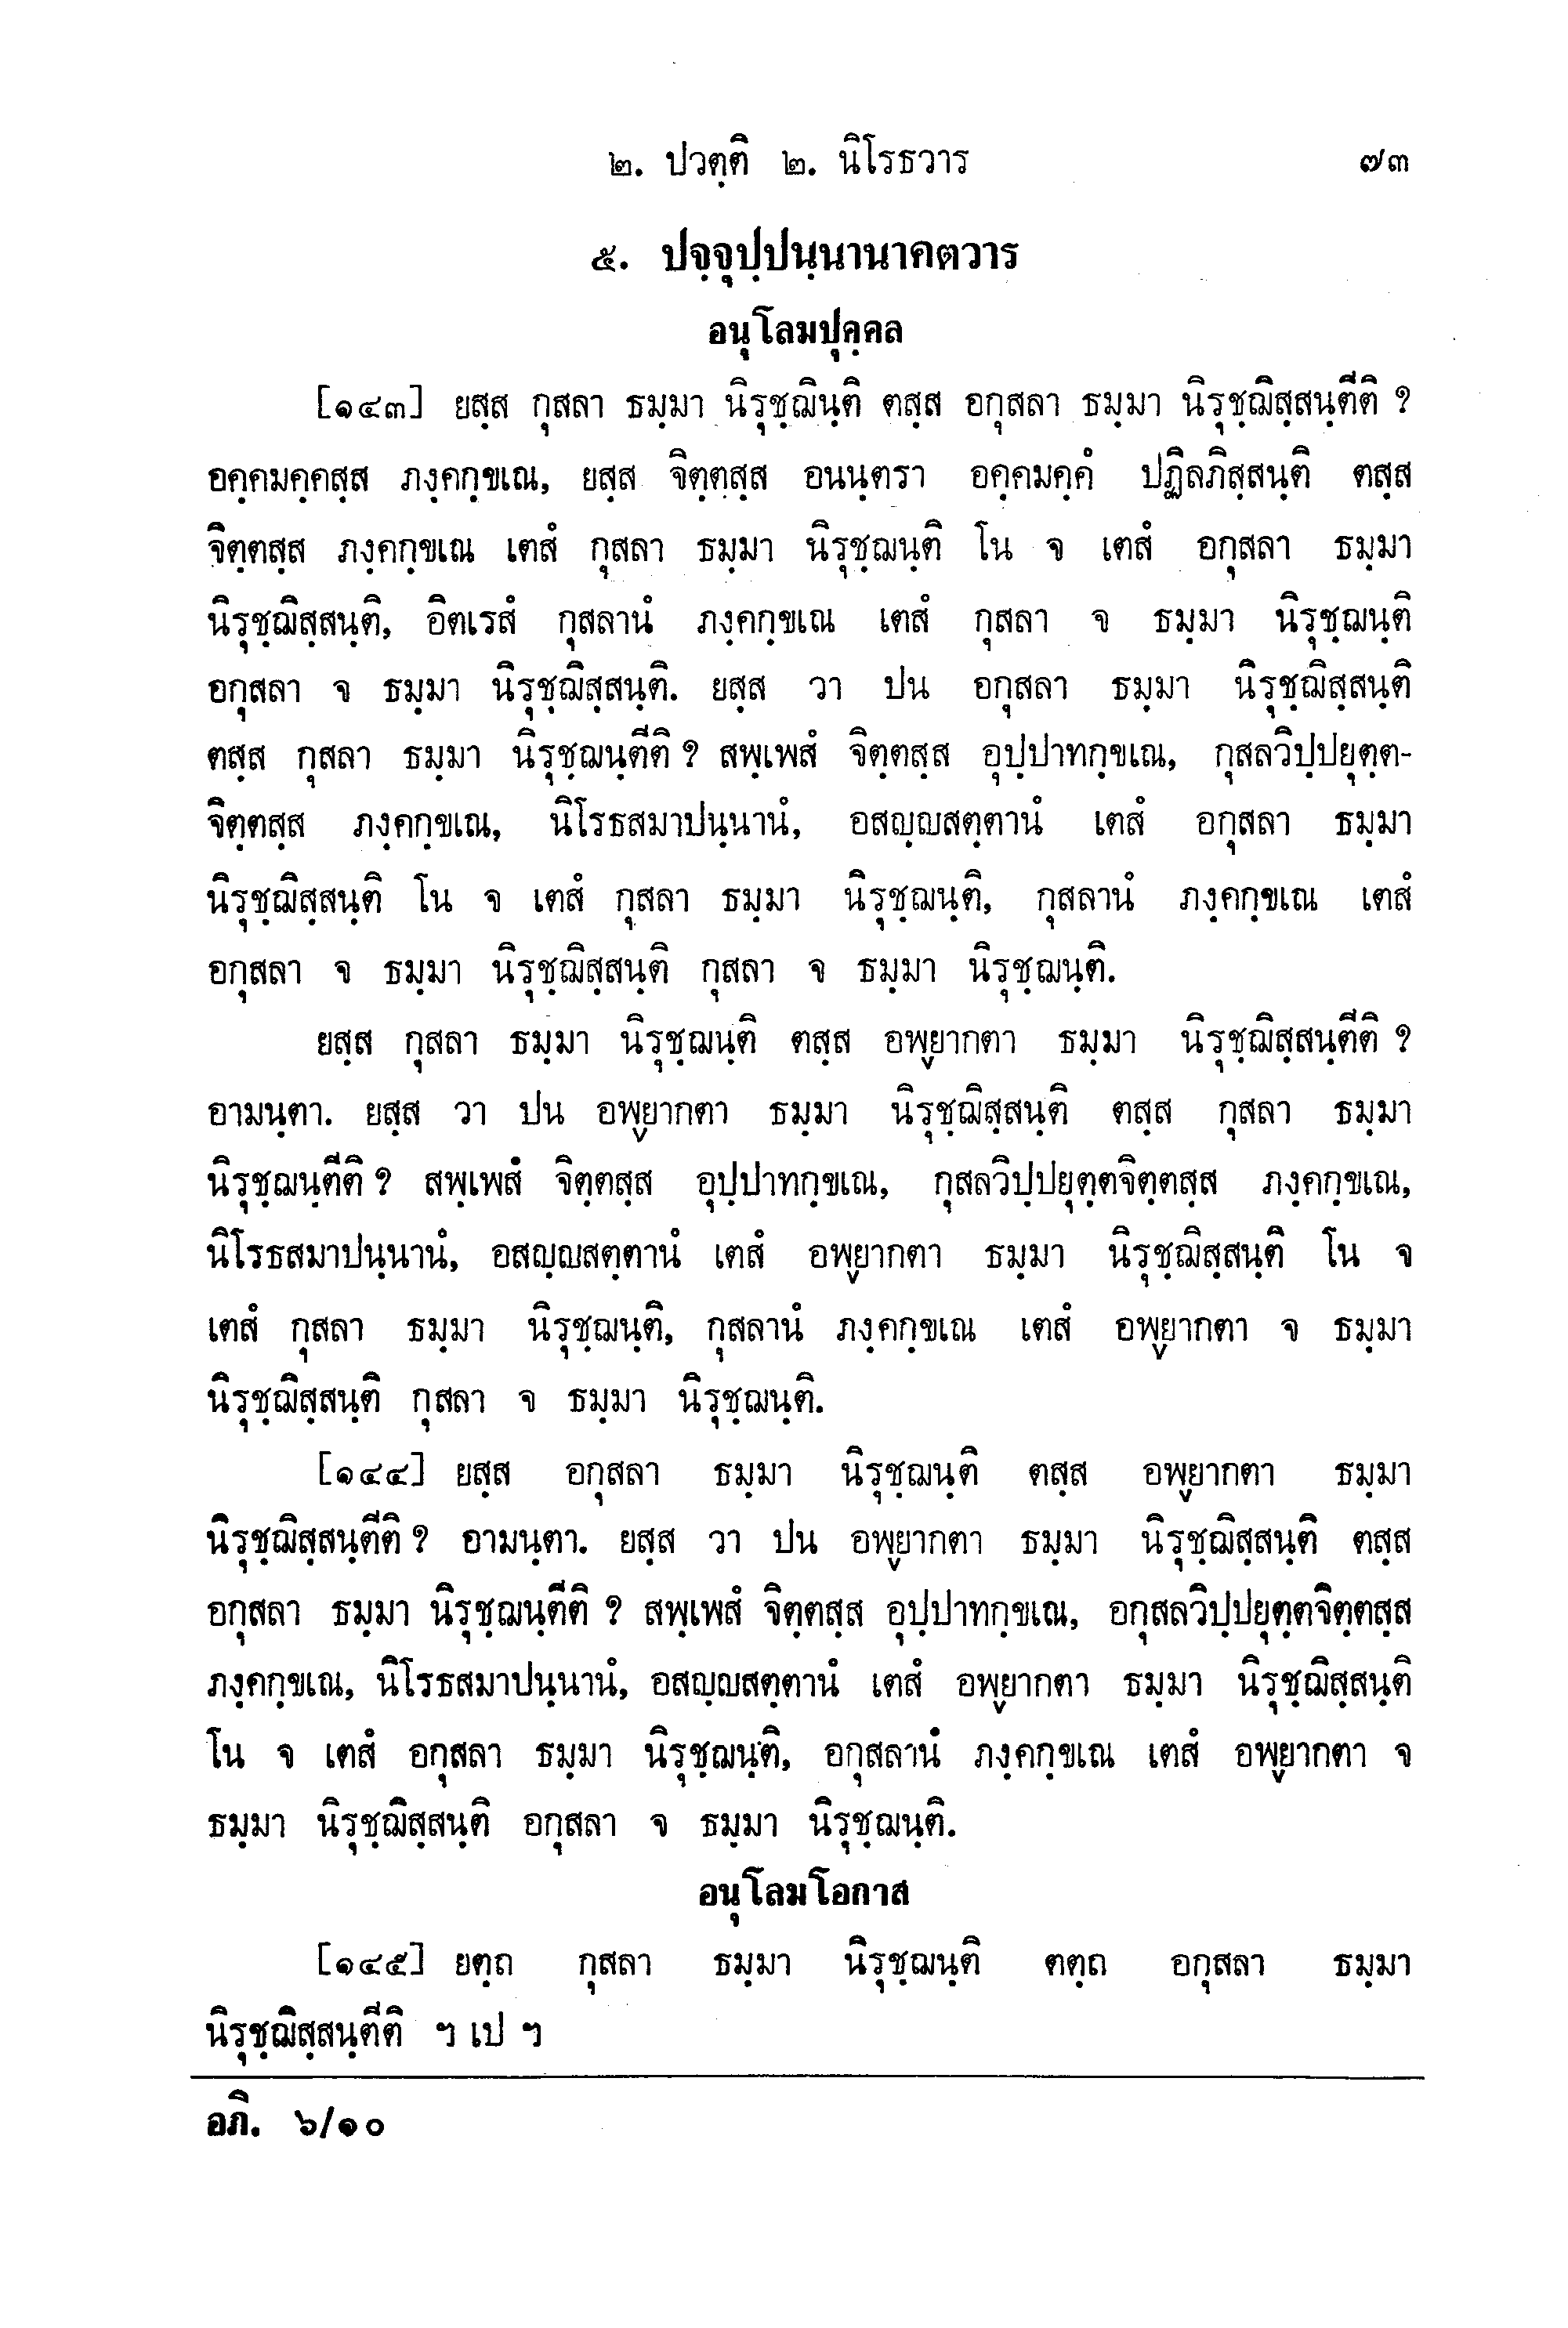 ๒. ปวตฺติ ๒. นิโรธวาร ๗๓
๕. ปจฺจุปฺปนฺนานาคตวาร
อนุโลมปุคฺคล
[๑๔๓] ยสฺส กุสลา ธมฺมา นิรุชฺฌินฺติ ตสฺส อกุสลา ธมฺมา นิรุชฺฌิสฺสนฺตีติ ?
อคฺคมคฺคสฺส ภงฺคกฺขเณ, ยสฺส จิตฺตสฺส อนนฺตรา อคฺคมคฺคํ ปฏิลภิสฺสนฺติ ตสฺส
จิตฺตสฺส ภงฺคกฺขเณ เตสํ กุสลา ธมฺมา นิรุชฺฌนฺติ โน จ เตสํ อกุสลา ธมฺมา
นิรุชฺฌิสฺสนฺติ, อิตเรสํ กุสลานํ ภงฺคกฺขเณ เตสํ กุสลา จ ธมฺมา นิรุชฺฌนฺติ
อกุสลา จ ธมฺมา นิรุชฺฌิสฺสนฺติ. ยสฺส วา ปน อกุสลา ธมฺมา นิรุชฺฌิสฺสนฺติ
ตสฺส กุสลา ธมฺมา นิรุชฺฌนฺตีติ ? สพฺเพสํ จิตฺตสฺส อุปฺปาทกฺขเณ, กุสลวิปฺปยุตฺต-
จิตฺตสฺส ภงฺคกฺขเณ, นิโรธสมาปนฺนานํ, อสญฺญสตฺตานํ เตสํ อกุสลา ธมฺมา
นิรุชฺฌิสฺสนฺติ โน จ เตสํ กุสลา ธมฺมา นิรุชฺฌนฺติ, กุสลานํ ภงฺคกฺขเณ เตสํ
อกุสลา จ ธมฺมา นิรุชฺฌิสฺสนฺติ กุสลา จ ธมฺมา นิรุชฺฌนฺติ.
ยสฺส กุสลา ธมฺมา นิรุชฺฌนฺติ ตสฺส อพฺยากตา ธมฺมา นิรุชฺฌิสฺสนฺตีติ ?
อามนฺตา. ยสฺส วา ปน อพฺยากตา ธมฺมา นิรุชฺฌิสฺสนฺติ ตสฺส กุสลา ธมฺมา
นิรุชฺฌนฺตีติ ? สพฺเพสํ จิตฺตสฺส อุปฺปาทกฺขเณ, กุสลวิปฺปยุตฺตจิตฺตสฺส ภงฺคกฺขเณ,
นิโรธสมาปนฺนานํ, อสญฺญสตฺตานํ เตสํ อพฺยากตา ธมฺมา นิรุชฺฌิสฺสนฺติ โน จ
เตสํ กุสลา ธมฺมา นิรุชฺฌนฺติ, กุสลานํ ภงฺคกฺขเณ เตสํ อพฺยากตา จ ธมฺมา
นิรุชฺฌิสฺสนฺติ กุสลา จ ธมฺมา นิรุชฺฌนฺติ.
[๑๔๔] ยสฺส อกุสลา ธมฺมา นิรุชฺฌนฺติ ตสฺส อพฺยากตา ธมฺมา
นิรุชฺฌิสฺสนฺตีติ ? อามนฺตา. ยสฺส วา ปน อพฺยากตา ธมฺมา นิรุชฺฌิสฺสนฺติ ตสฺส
อกุสลา ธมฺมา นิรุชฺฌนฺตีติ ? สพฺเพสํ จิตฺตสฺส อุปฺปาทกฺขเณ, อกุสลวิปฺปยุตฺตจิตฺตสฺส
ภงฺคกฺขเณ, นิโรธสมาปนฺนานํ, อสญฺญสตฺตานํ เตสํ อพฺยากตา ธมฺมา นิรุชฺฌิสฺสนฺติ
โน จ เตสํ อกุสลา ธมฺมา นิรุชฺฌนฺติ, อกุสลานํ ภงฺคกฺขเณ เตสํ อพฺยากตา จ
ธมฺมา นิรุชฺฌิสฺสนฺติ อกุสลา จ ธมฺมา นิรุชฺฌนฺติ.
อนุโลมโอกาส
[๑๔๕] ยตฺถ กุสลา ธมฺมา นิรุชฺฌนฺติ ตตฺถ อกุสลา ธมฺมา
นิรุชฺฌิสฺสนฺตีติ ฯ เป ฯ
อภิ. ๖/๑๐